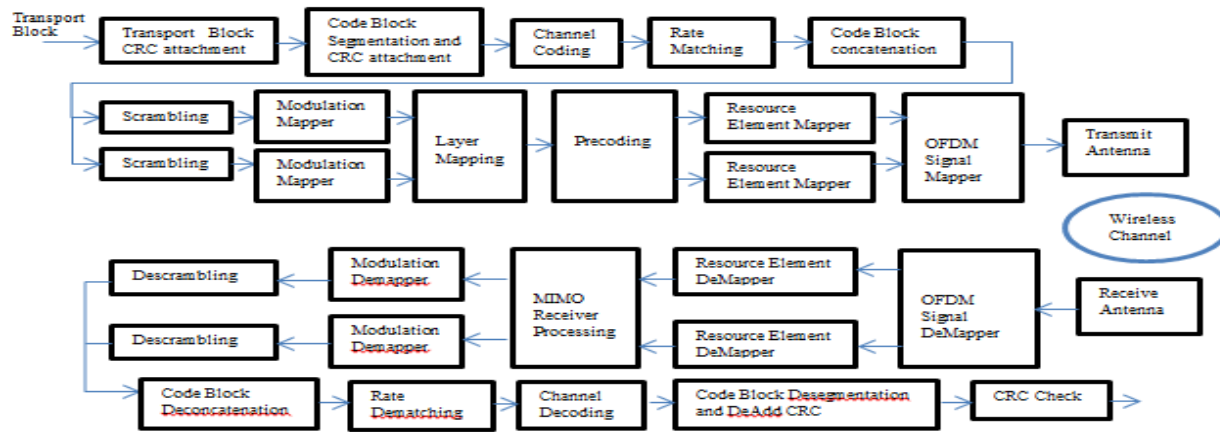 Transport
Block
Transport Block
CRC attachment
Code Block
Segmentation and
CRC attachment
Channel
Coding
Rate
Matching
Code Block
concatenation
Scrambling
Modulation
Mapper
Scrambling
Modulation
Mapper
Layer
Mapping
Precoding
Resource
Element Mapper
Resource
Element Mapper
OFDM
Signal
Mapper
Transmit
Antenna
Wireless
Channel
Descrambling
Modulation
Demapper
Descrambling
Modulation
Demapper
MIMO
Receiver
Processing
Resource Element
DeMapper
Resource Element
DeMapper
OFDM
Signal
DeMapper
Receive
Antenna
Code Block
Deconcatenation
Rate
Dematching
Channel
Decoding
Code Block Desegmentation
and DeAdd CRC
CRC Check